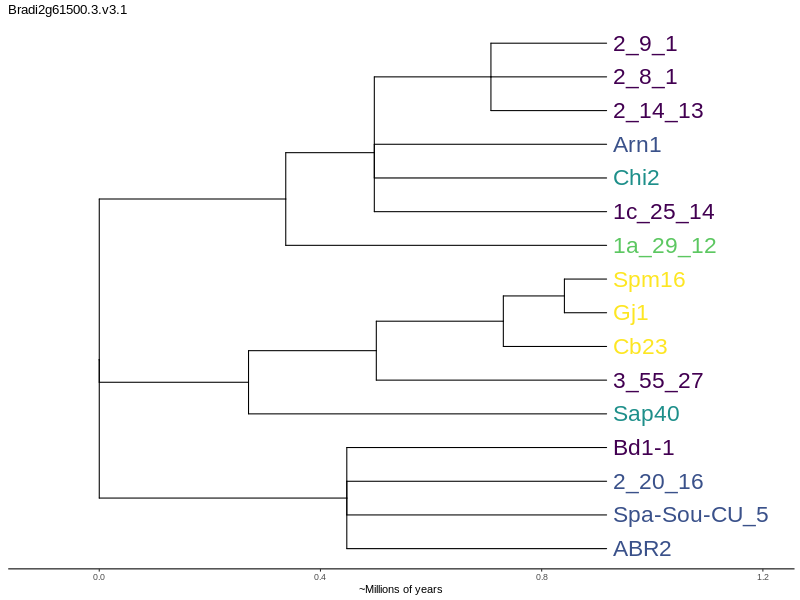 Bradi2g61500.3.v3.1
2_9_1
2_8_1
2_14_13
Arn1
Chi2
1c_25_14
1a_29_12
Spm16
Gj1
Cb23
3_55_27
Sap40
Bd1-1
2_20_16
Spa-Sou-CU_5
ABR2
0.0 0.4 0.8 1.2
~Millions of years